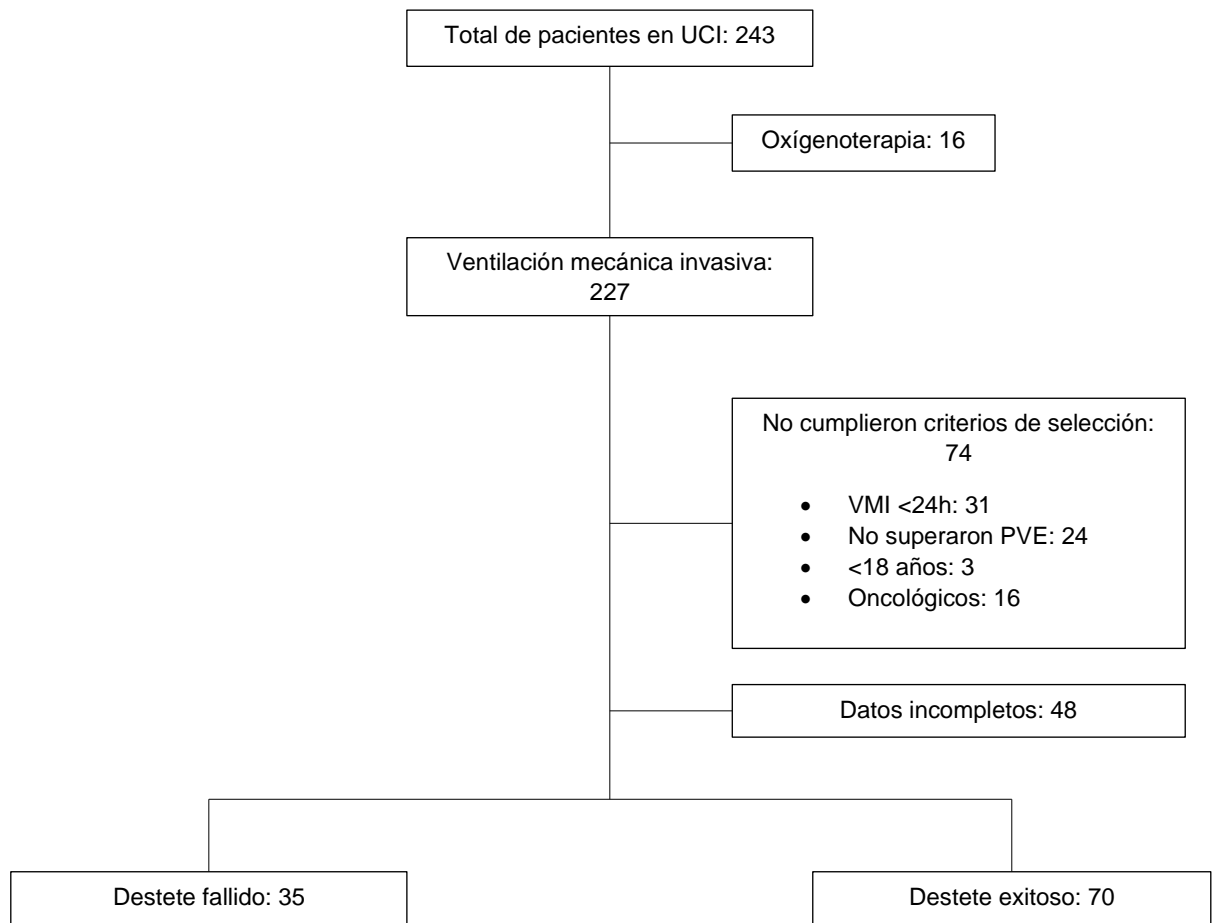 Total de pacientes en UCI: 243
Oxígenoterapia: 16
Ventilación mecánica invasiva:
227
No cumplieron criterios de selección:
74
• VMI <24h: 31
• No superaron PVE: 24
• <18 años: 3
• Oncológicos: 16
Datos incompletos: 48
Destete fallido: 35
Destete exitoso: 70